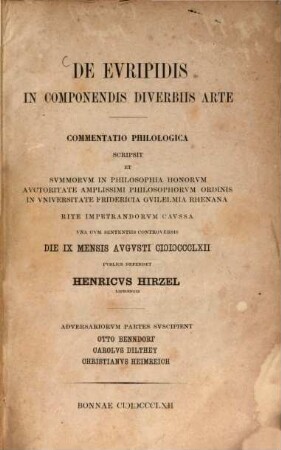 DE EVRIPIDIS
IN COMPONENDIS DIVERBIIS ARTE
COMMENTATIO PHILOLOGICA
SCRIPSIT
ET
SVMMORVM IN PHILOSOPHIA HONORVM
AVCTORITATE AMPLISSIMI PHILOSOPHORVM ORDINIS
IN VNIVERSITATE FRIDERICIA GVILELMIA RHENANA
RITE IMPETRANDORVM CAVSSA
VNA CVM SENTENTIIS CONTROVERSIS
DIE IX MENSIS AVGVSTI CIƆIƆCCCLXII
PVBLICE DEFENDET
HENRICVS HIRZEL
LIPSIENSIS
ADVERSARIORVM PARTES SVSCIPIENT
OTTO BENNDORF
CAROLVS DILTHEY
CHRISTIANVS HEIMREICH
BONNAE CIƆIƆCCCLXII